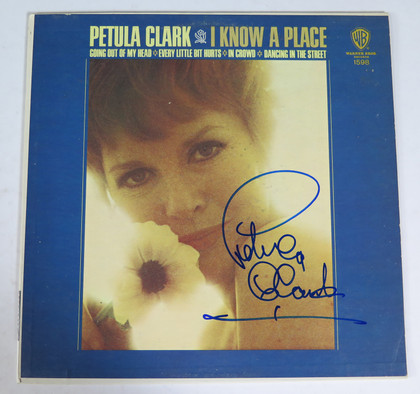 PETULA CLARK I KNOW A PLACE
GOING OUT OF MY HEAD ◇ EVERY LITTLE BIT HURTS ◇ IN CROWD ◇ DANCING IN THE STREET
WB
WARNER BROS
1598
Petula
Clark